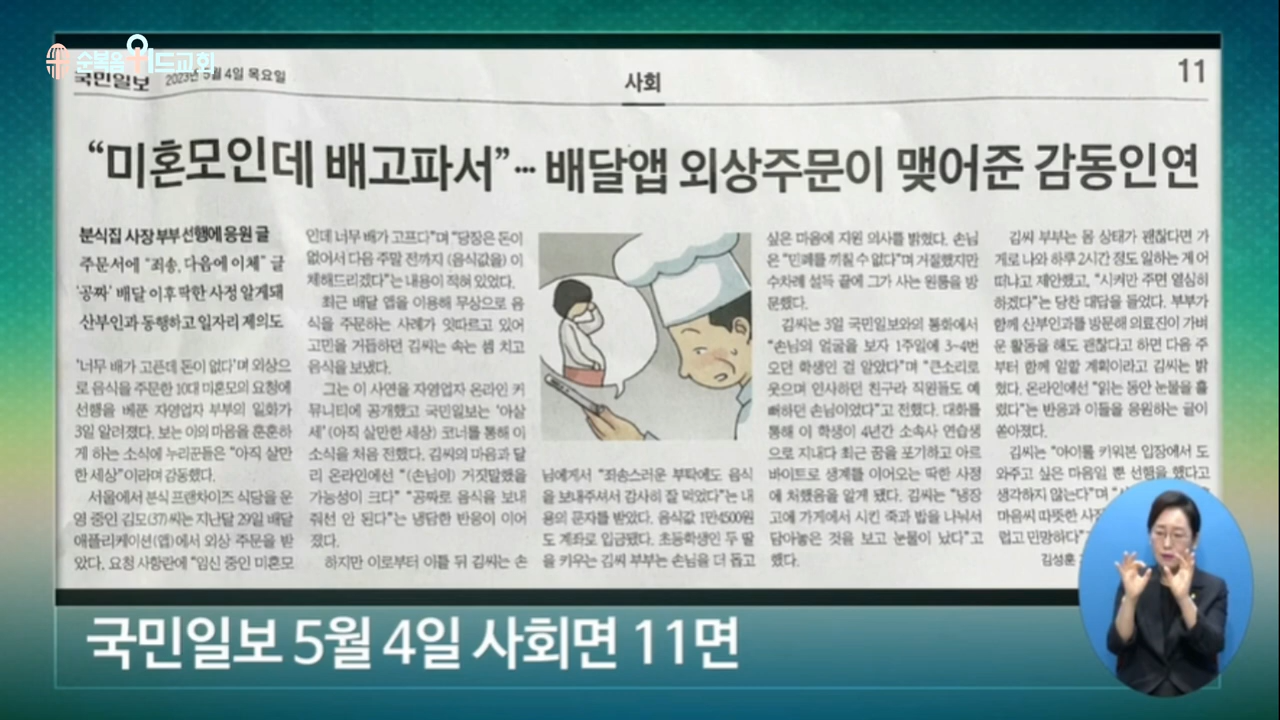 순복음위드교회
국민일보 2023년 5월 4일 목요일
사회
11
“미혼모인데 배고파서”… 배달앱 외상주문이 맺어준 감동인연
분식집 사장 부부 선행에 응원 글
주문서에 “죄송, 다음에 이체” 글
‘공짜’ 배달 이후 딱한 사정 알게돼
산부인과 동행하고 일자리 제의도
‘너무 배가 고픈데 돈이 없다’며 외상으
로 음식을 주문한 10대 미혼모의 요청에
선행을 베푼 자영업자 부부의 일화가
3일 알려졌다. 보는 이의 마음을 훈훈하
게 하는 소식에 누리꾼들은 “아직 살만
한 세상”이라며 감동했다.
서울에서 분식 프랜차이즈 식당을 운
영 중인 김모(37)씨는 지난달 29일 배달
애플리케이션(앱)에서 외상 주문을 받
았다. 요청 사항란에 “임신 중인 미혼모
인데 너무 배가 고프다”며 “당장은 돈이
없어서 다음 주말 전까지 (음식값을) 이
체해드리겠다”는 내용이 적혀 있었다.
최근 배달 앱을 이용해 무상으로 음
식을 주문하는 사례가 잇따르고 있어
고민을 거듭하던 김씨는 속는 셈 치고
음식을 보냈다.
그는 이 사연을 자영업자 온라인 커
뮤니티에 공개했고 국민일보는 ‘아살
세’(아직 살만한 세상) 코너를 통해 이
소식을 처음 전했다. 김씨의 마음과 달
리 온라인에선 “(손님이) 거짓말했을
가능성이 크다” “공짜로 음식을 보내
줘선 안 된다”는 냉담한 반응이 이어
졌다.
하지만 이로부터 이틀 뒤 김씨는 손
님에게서 “죄송스러운 부탁에도 음식
을 보내주셔서 감사히 잘 먹었다”는 내
용의 문자를 받았다. 음식값 1만4500원
도 계좌로 입금됐다. 초등학생인 두 딸
을 키우는 김씨 부부는 손님을 더 돕고
싶은 마음에 지원 의사를 밝혔다. 손님
은 “민폐를 끼칠 수 없다”며 거절했지만
수차례 설득 끝에 그가 사는 원룸을 방
문했다.
김씨는 3일 국민일보와의 통화에서
“손님의 얼굴을 보자 1주일에 3~4번
오던 학생인 걸 알았다”며 “큰소리로
웃으며 인사하던 친구라 직원들도 예
뻐하던 손님이었다”고 전했다. 대화를
통해 이 학생이 4년간 소속사 연습생
으로 지내다 최근 꿈을 포기하고 아르
바이트로 생계를 이어오는 딱한 사정
에 처했음을 알게 됐다. 김씨는 “냉장
고에 가게에서 시킨 죽과 밥을 나눠서
담아놓은 것을 보고 눈물이 났다”고
했다.
김씨 부부는 몸 상태가 괜찮다면 가
게로 나와 하루 2시간 정도 일하는 게 어
떠냐고 제안했고, “시켜만 주면 열심히
하겠다”는 당찬 대답을 들었다. 부부가
함께 산부인과를 방문해 의료진이 가벼
운 활동을 해도 괜찮다고 하면 다음 주
부터 함께 일할 계획이라고 김씨는 밝
혔다. 온라인에선 “읽는 동안 눈물을 흘
렸다”는 반응과 이들을 응원하는 글이
쏟아졌다.
김씨는 “아이를 키워본 입장에서 도
와주고 싶은 마음일 뿐 선행을 했다고
생각하지 않는다”며
마음씨 따뜻한
럽고 민망하다”
김성훈
국민일보 5월 4일 사회면 11면